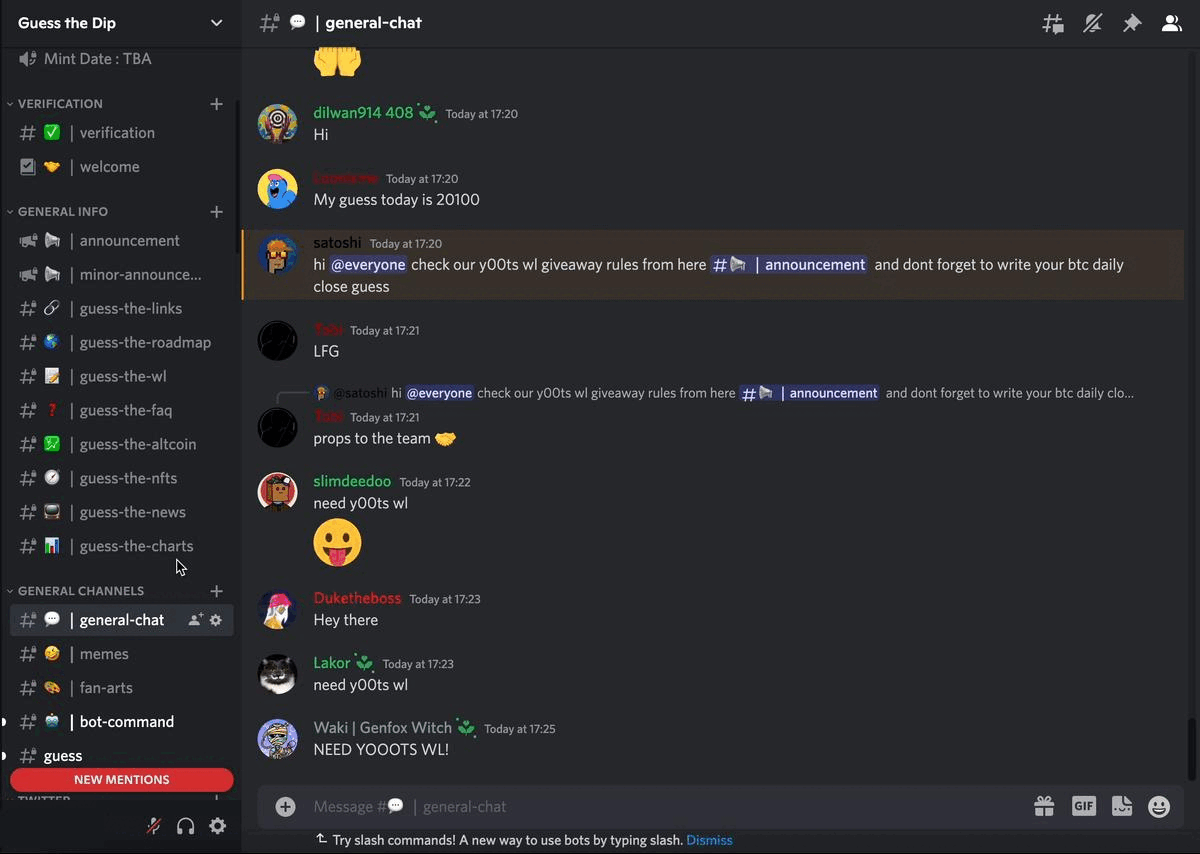 Guess the Dip
| general-chat
Mint Date : TBA
VERIFICATION
| verification
| welcome
GENERAL INFO
| announcement
| minor-announce...
| guess-the-links
| guess-the-roadmap
| guess-the-wl
| guess-the-faq
| guess-the-altcoin
| guess-the-nfts
| guess-the-news
| guess-the-charts
GENERAL CHANNELS
| general-chat
| memes
| fan-arts
| bot-command
guess
NEW MENTIONS
TWITTER
dilwan914 408 Today at 17:20
Hi
Today at 17:20
My guess today is 20100
satoshi Today at 17:20
hi @everyone check our y00ts wl giveaway rules from here # | announcement and dont forget to write your btc daily
close guess
Tobi Today at 17:21
LFG
@satoshi hi @everyone check our y00ts wl giveaway rules from here # | announcement and dont forget to write your btc daily clo...
Tobi Today at 17:21
props to the team
slimdeedoo Today at 17:22
need y00ts wl
Duketheboss Today at 17:23
Hey there
Lakor Today at 17:23
need y00ts wl
Waki | Genfox Witch Today at 17:25
NEED YOOOTS WL!
Message # | general-chat
GIF
Try slash commands! A new way to use bots by typing slash. Dismiss